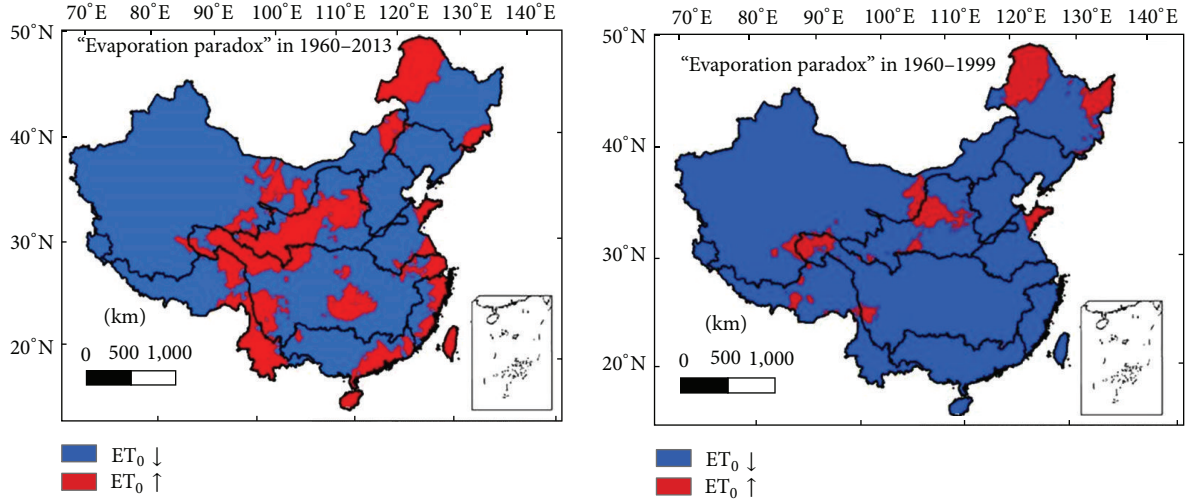 70°E 80°E 90°E 100°E 110°E 120°E 130°E 140°E
50°N
"Evaporation paradox" in 1960–2013
40°N
30°N
20°N
(km)
0 500 1,000
ET₀ ↓
ET₀ ↑
70°E 80°E 90°E 100°E 110°E 120°E 130°E 140°E
50°N
"Evaporation paradox" in 1960–1999
40°N
30°N
20°N
(km)
0 500 1,000
ET₀ ↓
ET₀ ↑